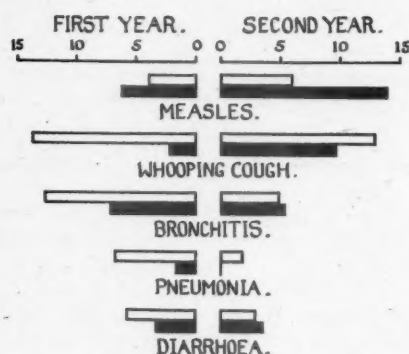 FIRST YEAR. SECOND YEAR.
15 10 5 0 0 5 10 15
MEASLES.
WHOOPING COUGH.
BRONCHITIS.
PNEUMONIA.
DIARRHOEA.